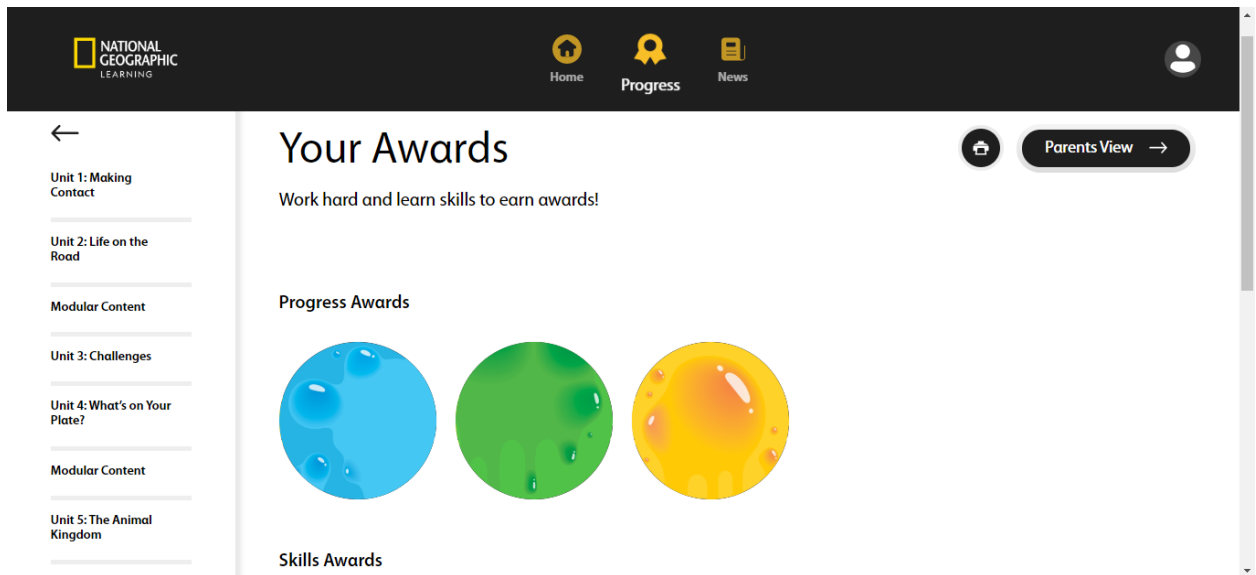 NATIONAL
GEOGRAPHIC
LEARNING
Home
Progress
News
Unit 1: Making
Contact
Unit 2: Life on the
Road
Modular Content
Unit 3: Challenges
Unit 4: What's on Your
Plate?
Modular Content
Unit 5: The Animal
Kingdom
Your Awards
Parents View
Work hard and learn skills to earn awards!
Progress Awards
Skills Awards